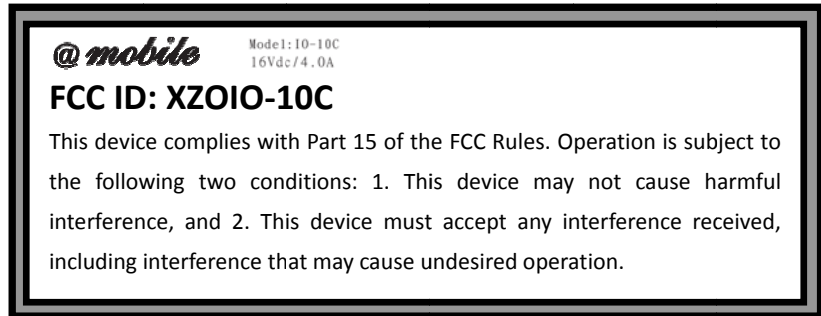 @mobile
Model:IO-10C
16Vdc/4.0A
FCC ID: XZOIO-10C
This device complies with Part 15 of the FCC Rules. Operation is subject to
the following two conditions: 1. This device may not cause harmful
interference, and 2. This device must accept any interference received,
including interference that may cause undesired operation.